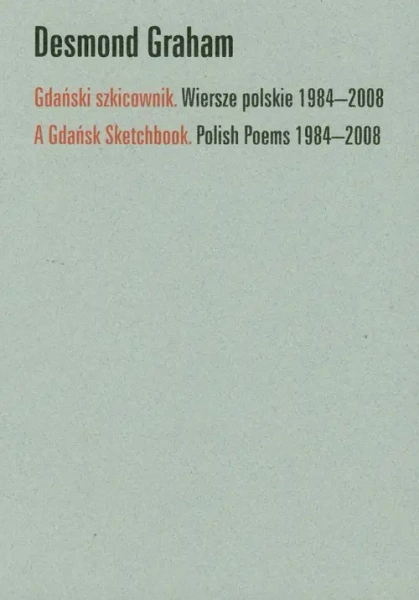 Desmond Graham
Gdański szkicownik. Wiersze polskie 1984–2008
A Gdańsk Sketchbook. Polish Poems 1984–2008